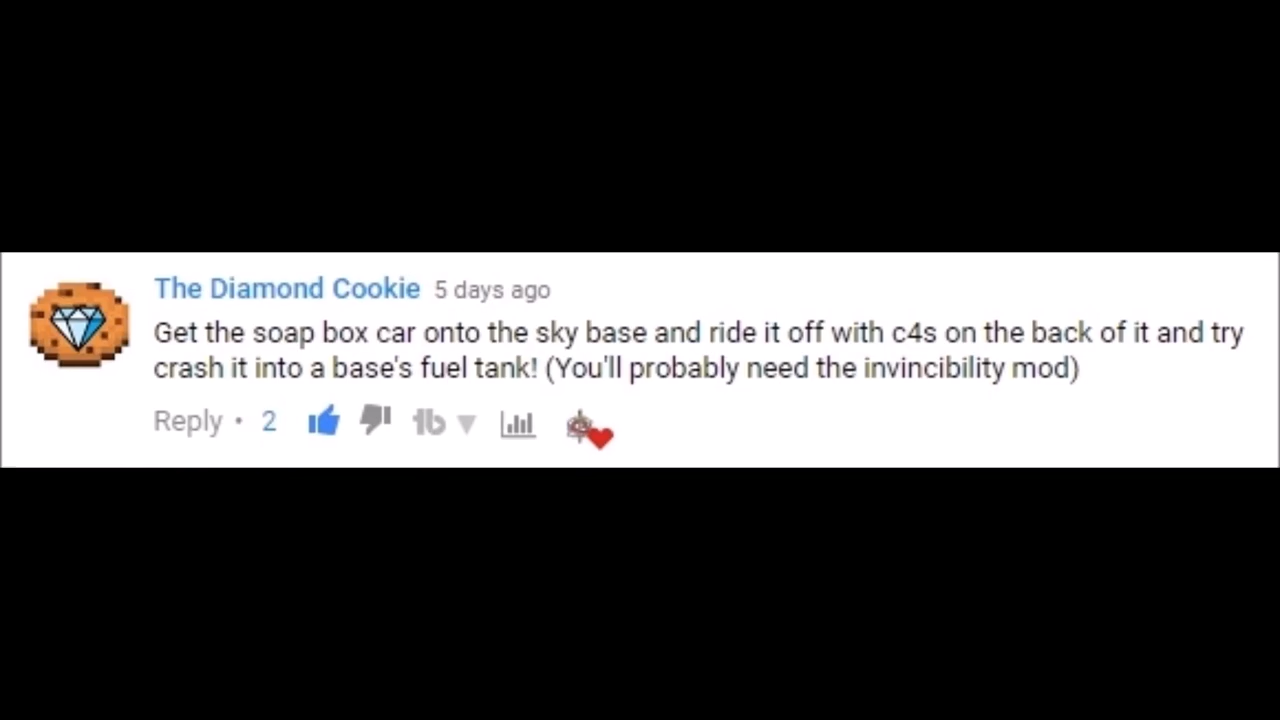 The Diamond Cookie 5 days ago
Get the soap box car onto the sky base and ride it off with c4s on the back of it and try
crash it into a base's fuel tank! (You'll probably need the invincibility mod)
Reply • 2 1b